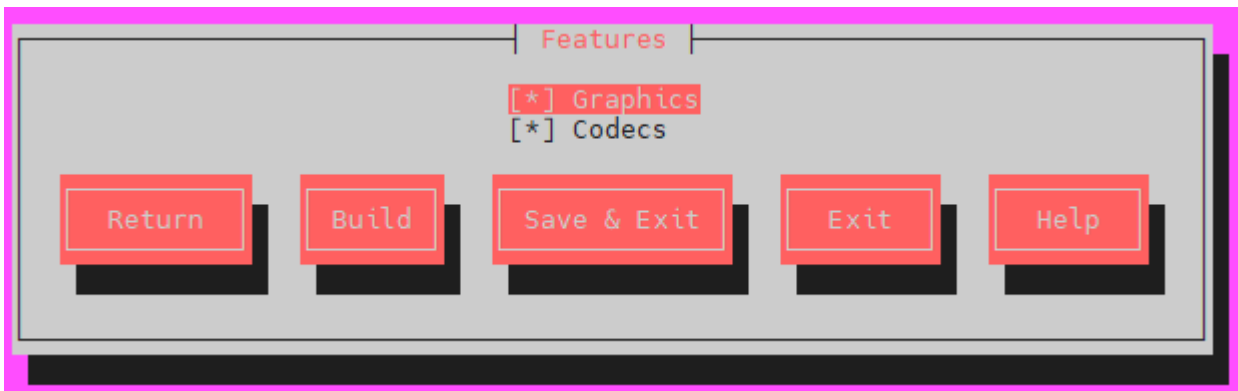 Features
[*] Graphics
[*] Codecs
Return Build Save & Exit Exit Help